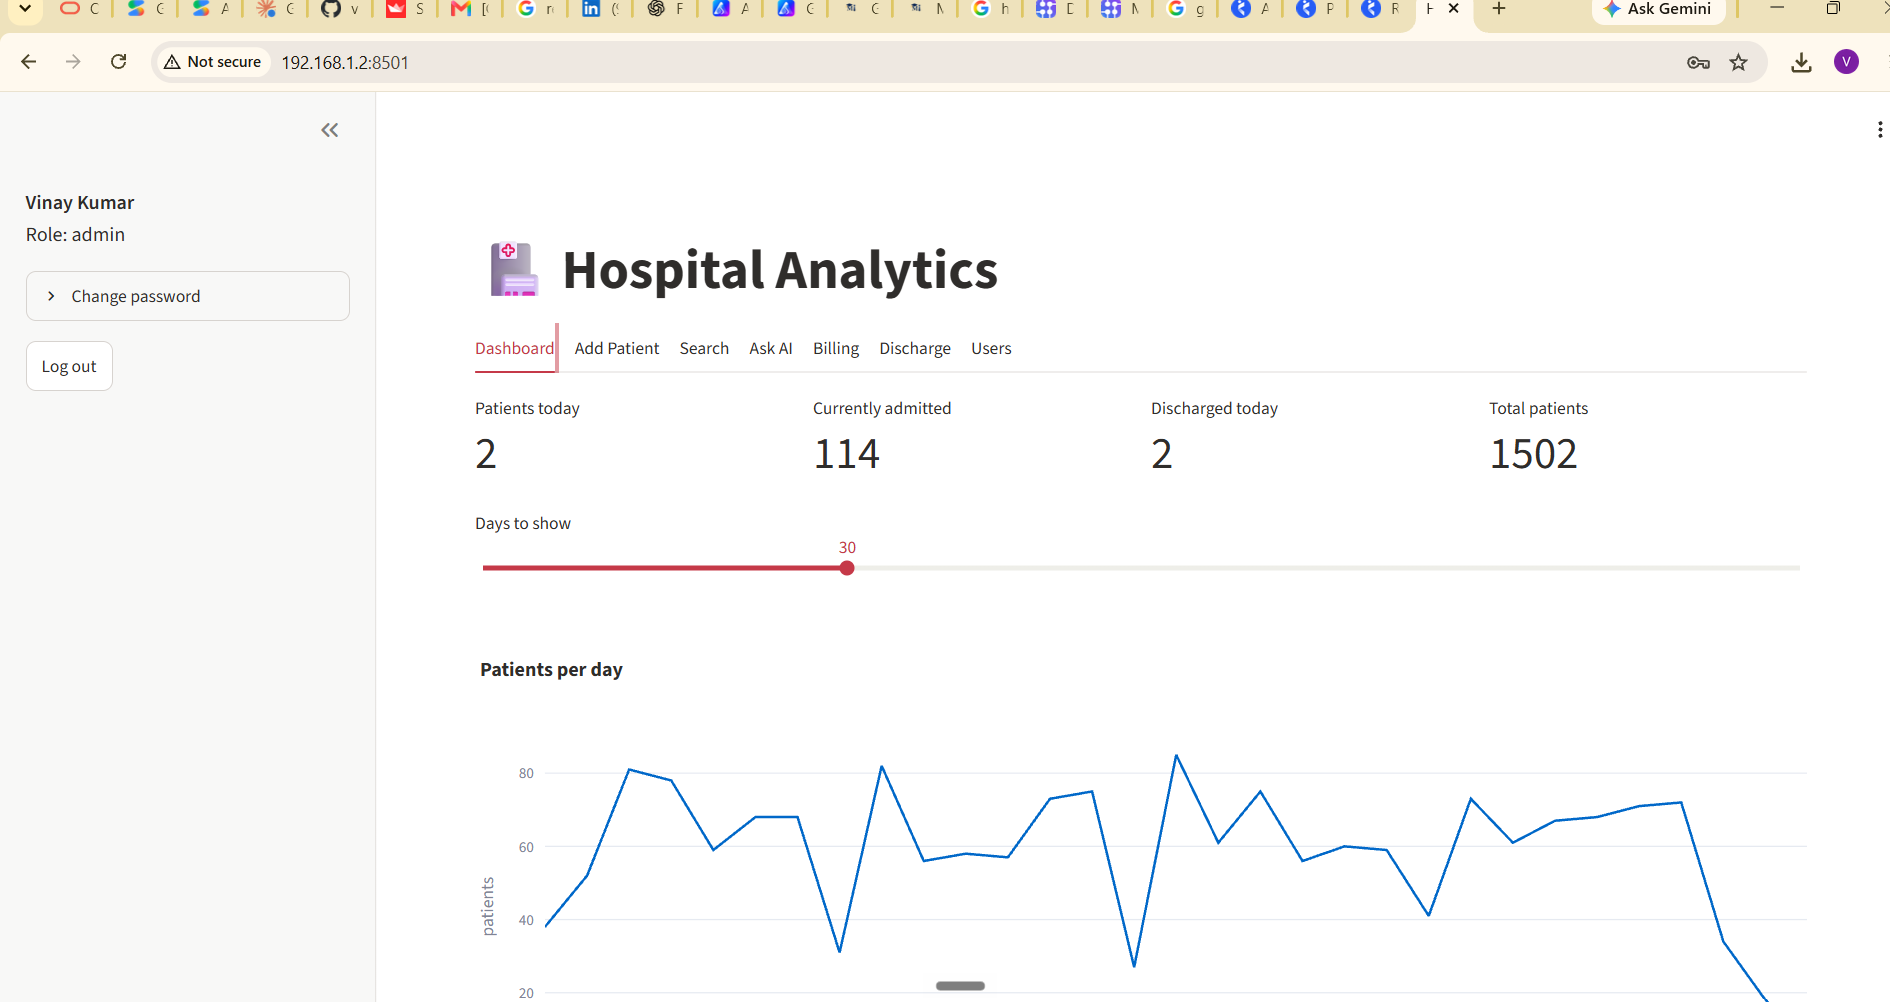 Ask Gemini
Not secure
192.168.1.2:8501
V
Vinay Kumar
Role: admin
Change password
Log out
Hospital Analytics
Dashboard Add Patient Search Ask AI Billing Discharge Users
Patients today Currently admitted Discharged today Total patients
2 114 2 1502
Days to show
30
Patients per day
80
60
patients
40
20